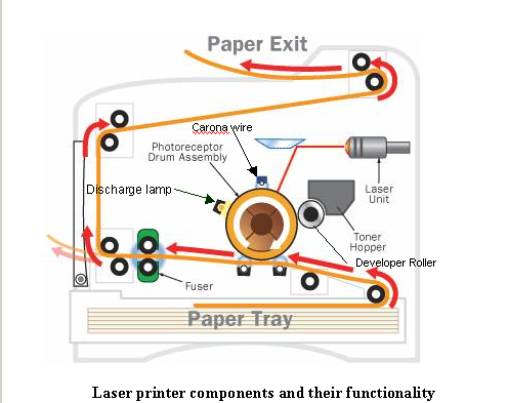 Paper Exit
Carona wire
Photoreceptor
Drum Assembly
Discharge lamp
Laser
Unit
Toner
Hopper
Developer Roller
Fuser
Paper Tray
Laser printer components and their functionality